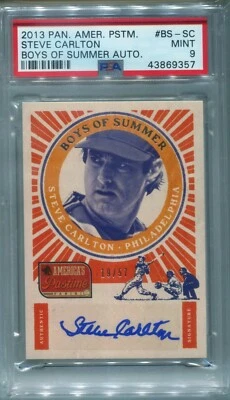 2013 PAN. AMER. PSTM. #BS-SC
STEVE CARLTON MINT
BOYS OF SUMMER AUTO. 9
PSA 43869357
BOYS OF SUMMER
STEVE CARLTON • PHILADELPHIA
AMERICA'S
Pastime
AUTHENTIC
SIGNATURE
Steve Carlton